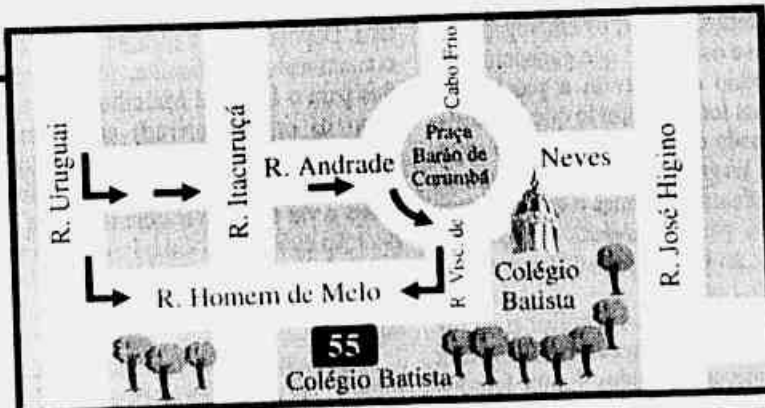 R. Uruguai
R. Itacuruçá
R. Andrade
Neves
Cabo Frio
R. Visc. de
Praça
Barão de
Corumbá
R. José Higino
R. Homem de Melo
Colégio
Batista
55
Colégio Batista